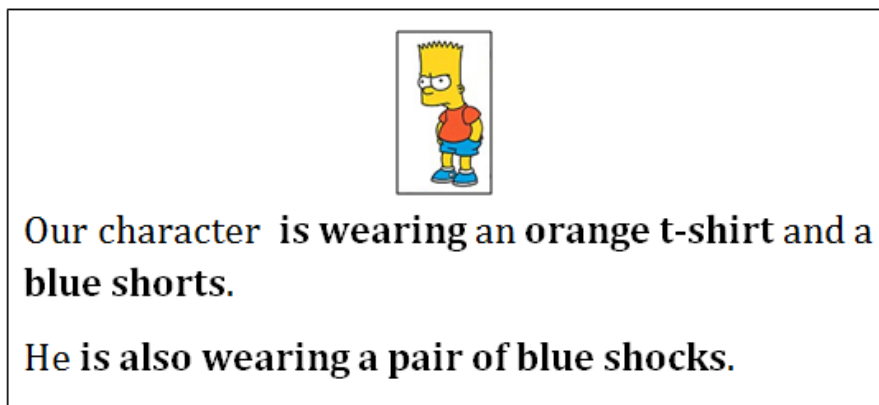 Our character is wearing an orange t-shirt and a
blue shorts.
He is also wearing a pair of blue shocks.